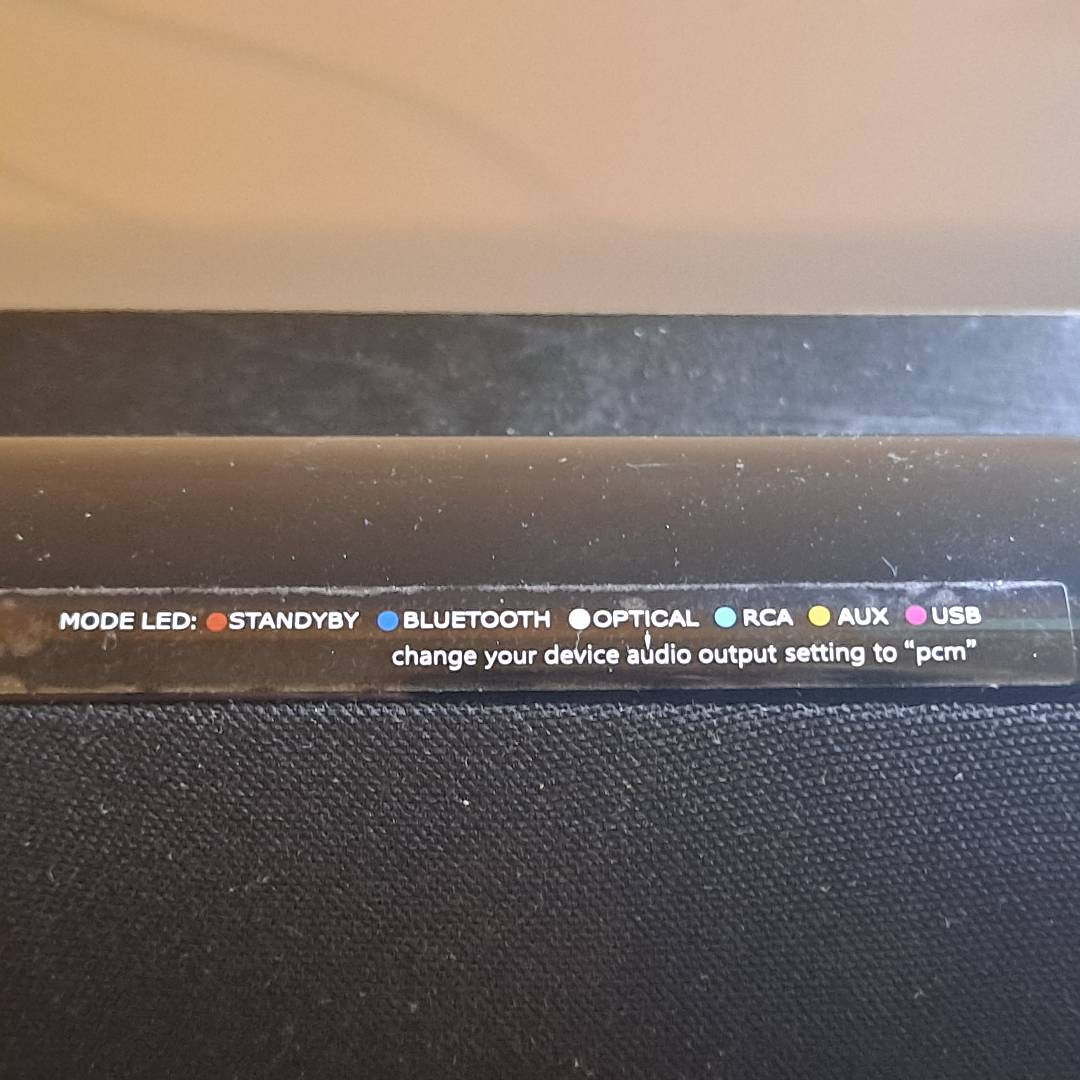 MODE LED: STANDYBY BLUETOOTH OPTICAL RCA AUX USB
change your device audio output setting to “pcm”